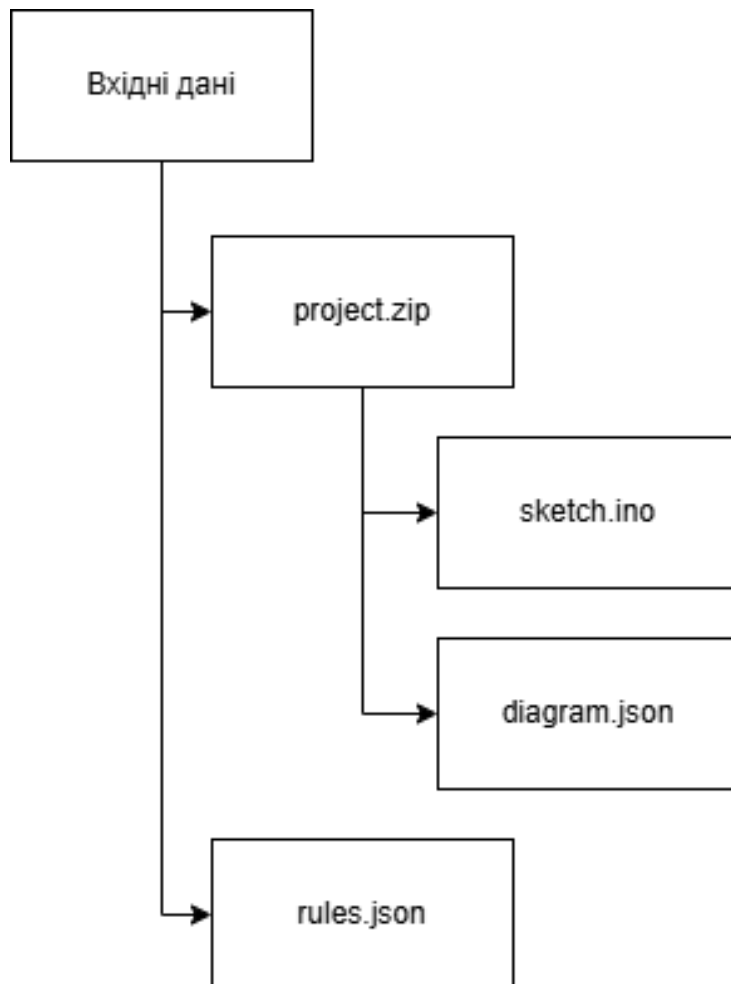 Вхідні дані
project.zip
sketch.ino
diagram.json
rules.json